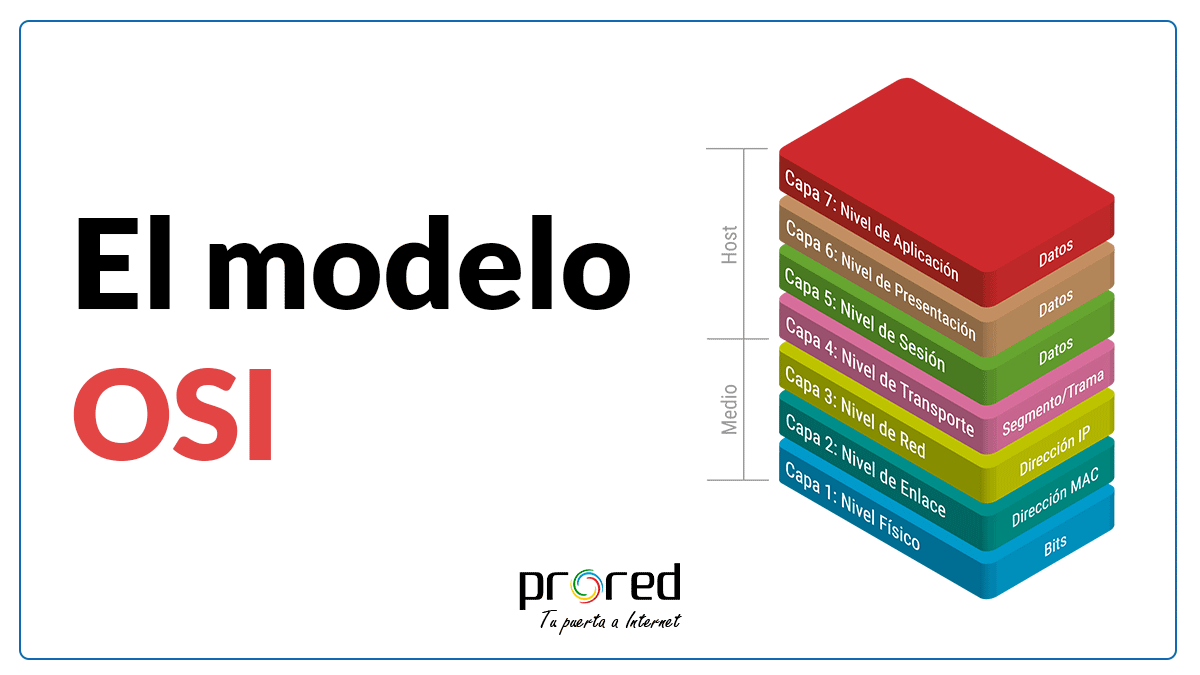 El modelo
OSI
Host
Medio
Capa 7: Nivel de Aplicación
Datos
Capa 6: Nivel de Presentación
Datos
Capa 5: Nivel de Sesión
Datos
Capa 4: Nivel de Transporte
Segmento/Trama
Capa 3: Nivel de Red
Dirección IP
Capa 2: Nivel de Enlace
Dirección MAC
Capa 1: Nivel Físico
Bits
prored
Tu puerta a Internet